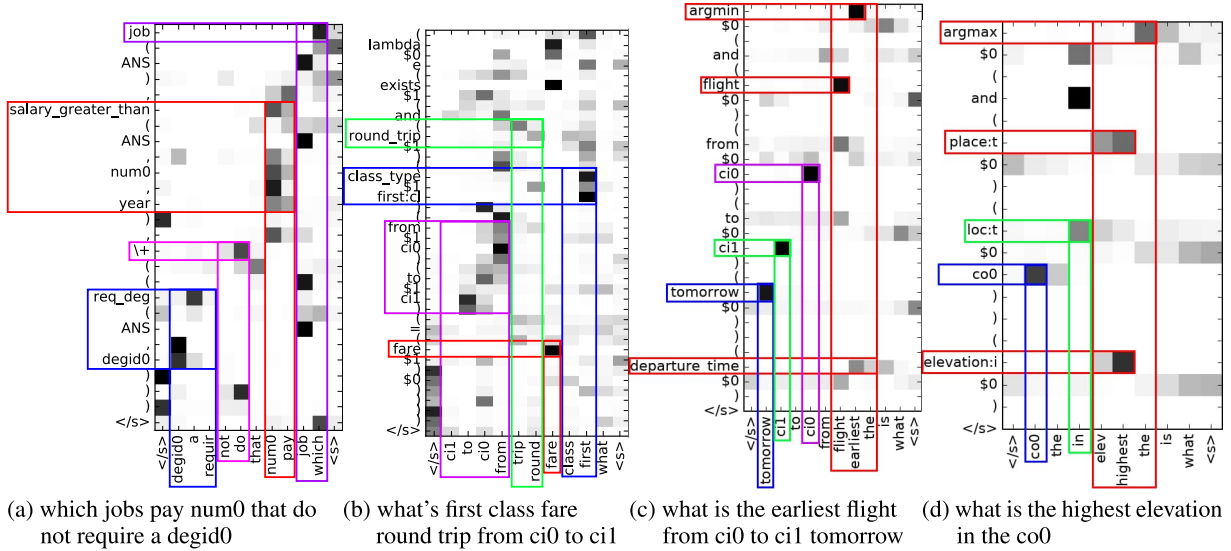 job
(
ANS
)
,
salary_greater_than
(
ANS
,
num0
,
year
)
,
\+
(
req_deg
(
ANS
,
degid0
)
)
)
</s>
</s> degid0 a requir not do that num0 pay job which <s>
(a) which jobs pay num0 that do
not require a degid0
lambda
$0
e
(
exists
$1
(
and
(
round_trip
$1
)
(
class_type
$1
first:cl
)
(
from
$1
ci0
)
(
to
$1
ci1
)
)
(
=
(
fare
$1
)
$0
)
)
)
</s>
</s> ci1 to ci0 from trip round fare class first what <s>
(b) what's first class fare
round trip from ci0 to ci1
argmin
$0
(
and
(
flight
$0
)
(
from
$0
ci0
)
(
to
$0
ci1
)
(
tomorrow
$0
)
)
(
departure_time
$0
)
</s>
</s> tomorrow ci1 to ci0 from flight earliest the is what <s>
(c) what is the earliest flight
from ci0 to ci1 tomorrow
argmax
$0
(
and
(
place:t
$0
)
(
loc:t
$0
co0
)
)
(
elevation:i
$0
)
</s>
</s> co0 the in elev highest the is what <s>
(d) what is the highest elevation
in the co0